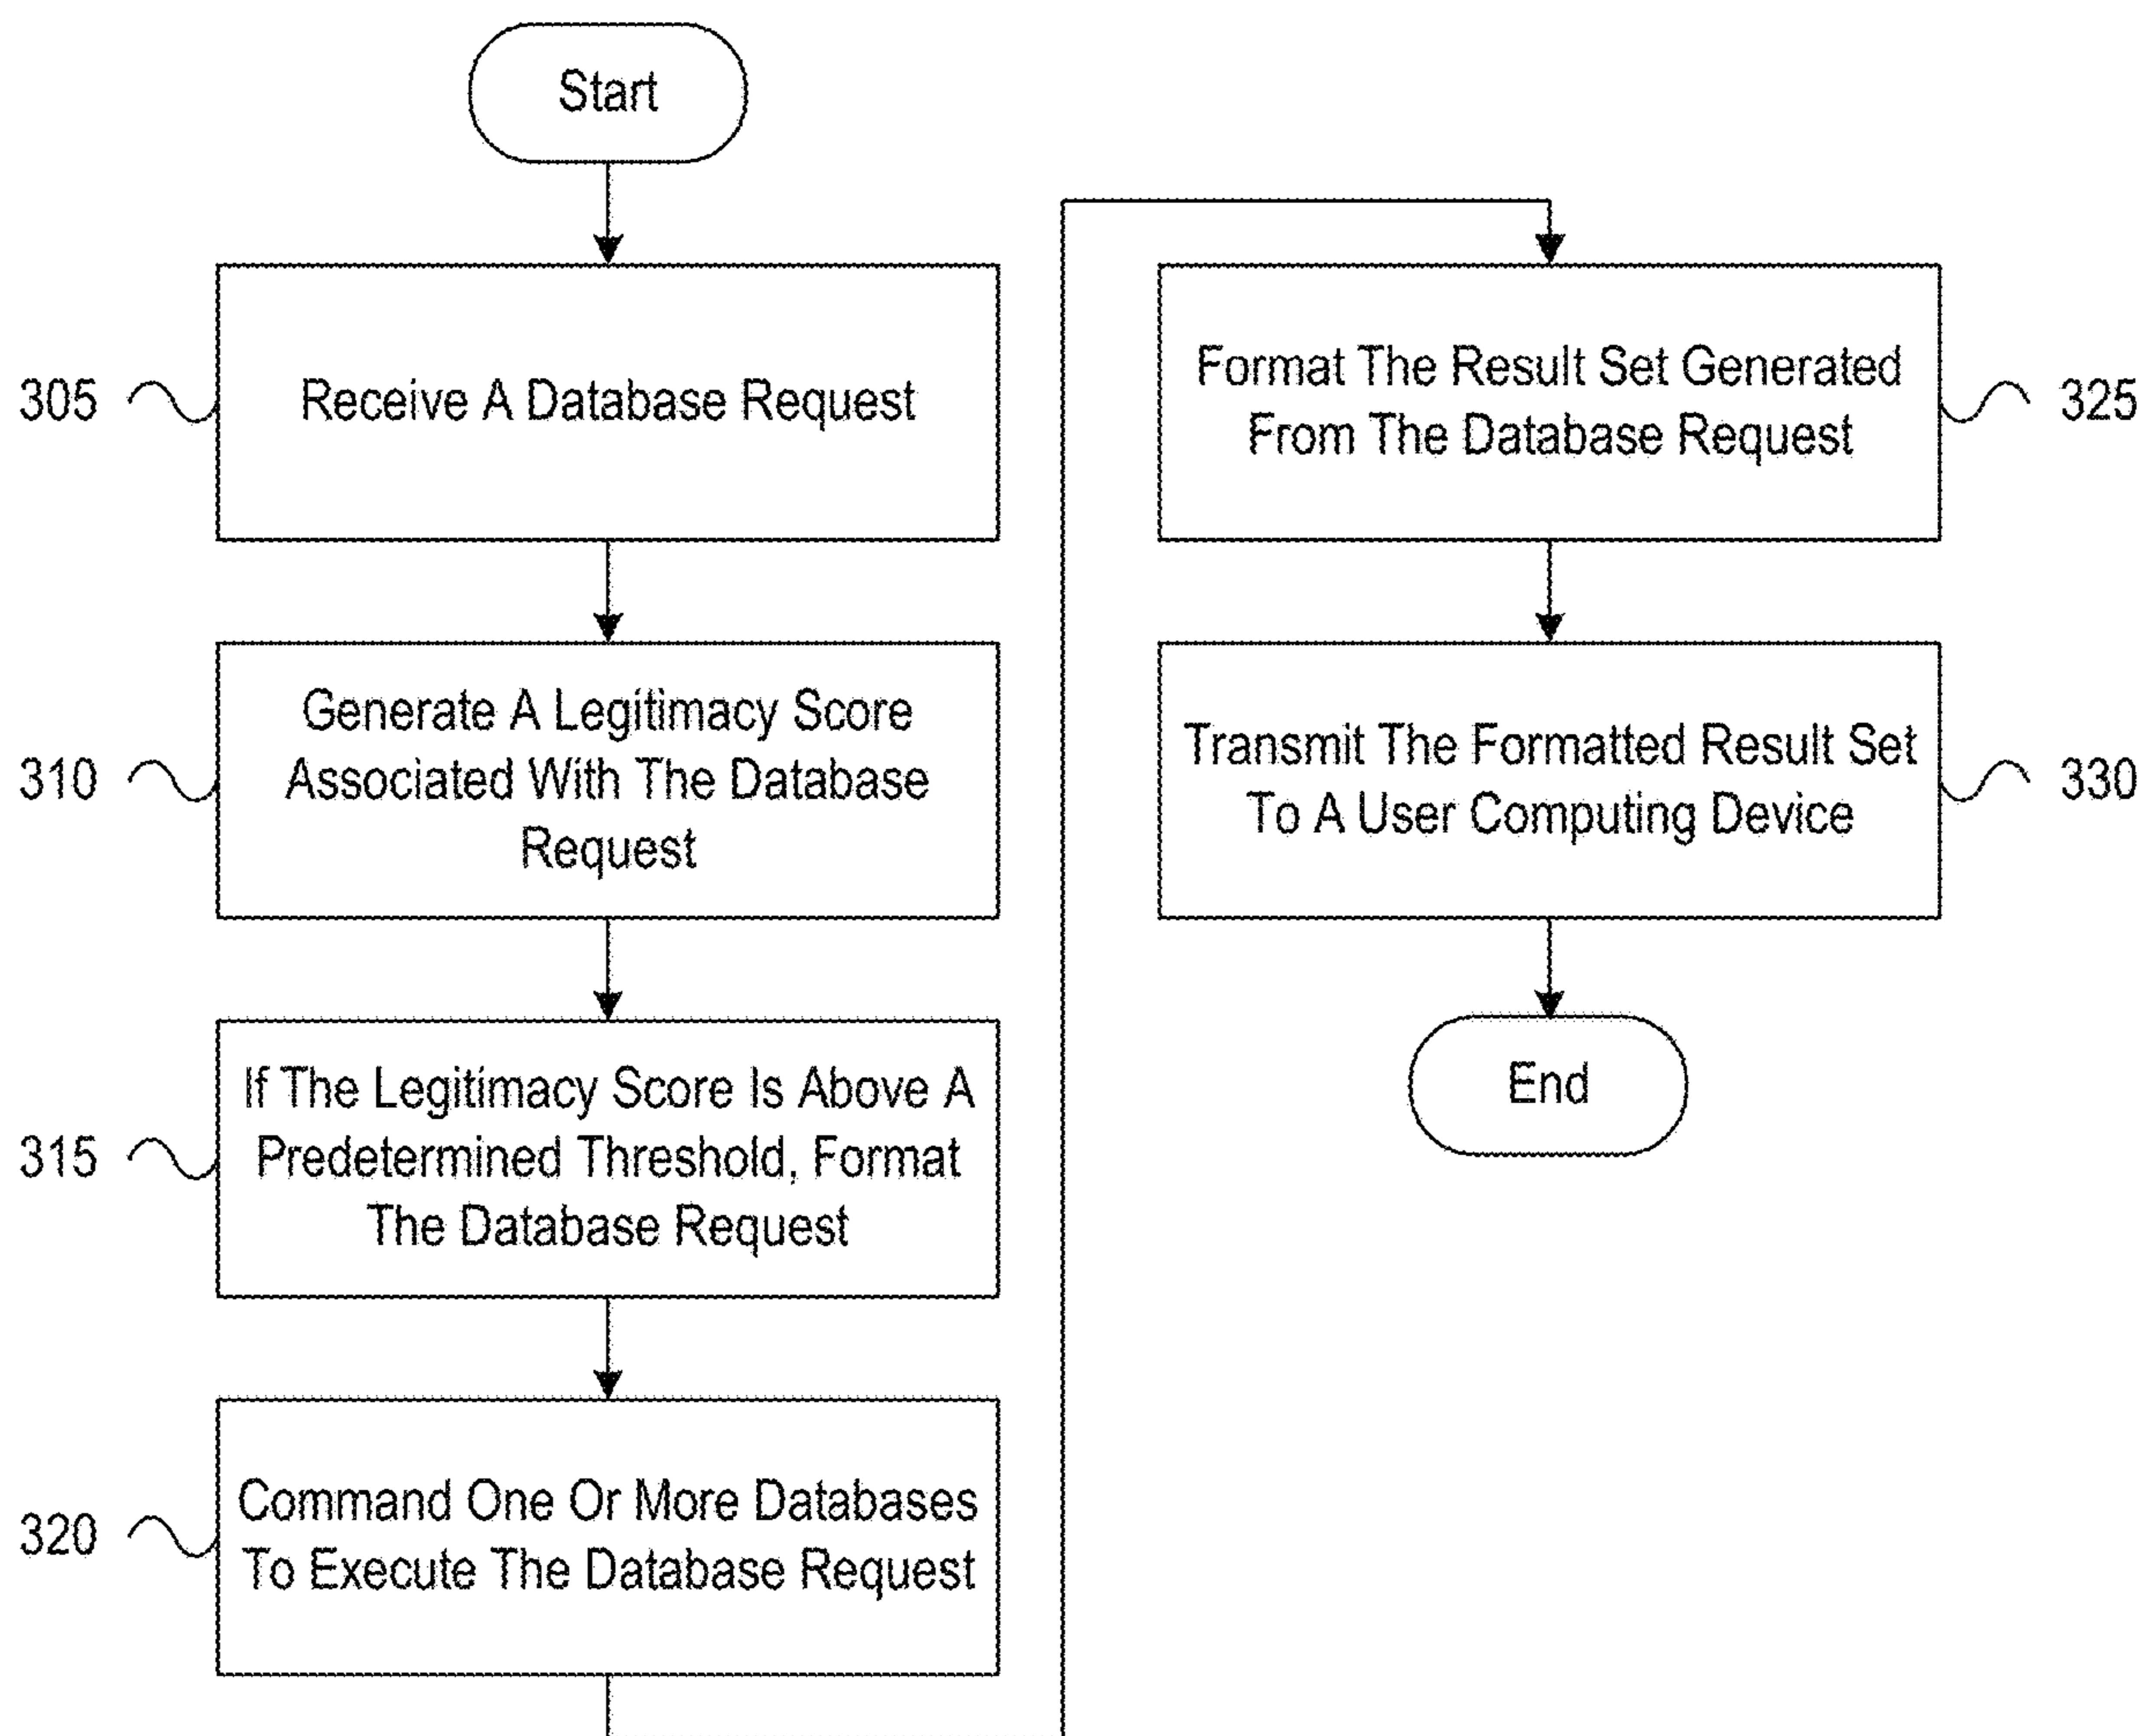 Start
305
Receive A Database Request
310
Generate A Legitimacy Score
Associated With The Database
Request
315
If The Legitimacy Score Is Above A
Predetermined Threshold, Format
The Database Request
320
Command One Or More Databases
To Execute The Database Request
Format The Result Set Generated
From The Database Request
325
Transmit The Formatted Result Set
To A User Computing Device
330
End